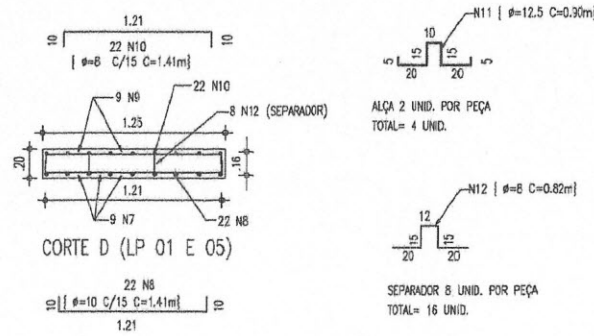 1.21
10
10
22 N10
[ ø=8 C/15 C=1.41m]
22 N10
9 N9
8 N12 (SEPARADOR)
1.25
.20
.16
1.21
9 N7
22 N8
CORTE D (LP 01 E 05)
22 N8
10
[ ø=10 C/15 C=1.41m]
10
1.21
N11 [ ø=12.5 C=0.90m]
10
5
15
15
5
20
20
ALÇA 2 UNID. POR PEÇA
TOTAL= 4 UNID.
N12 [ ø=8 C=0.82m]
12
15
15
20
20
SEPARADOR 8 UNID. POR PEÇA
TOTAL= 16 UNID.